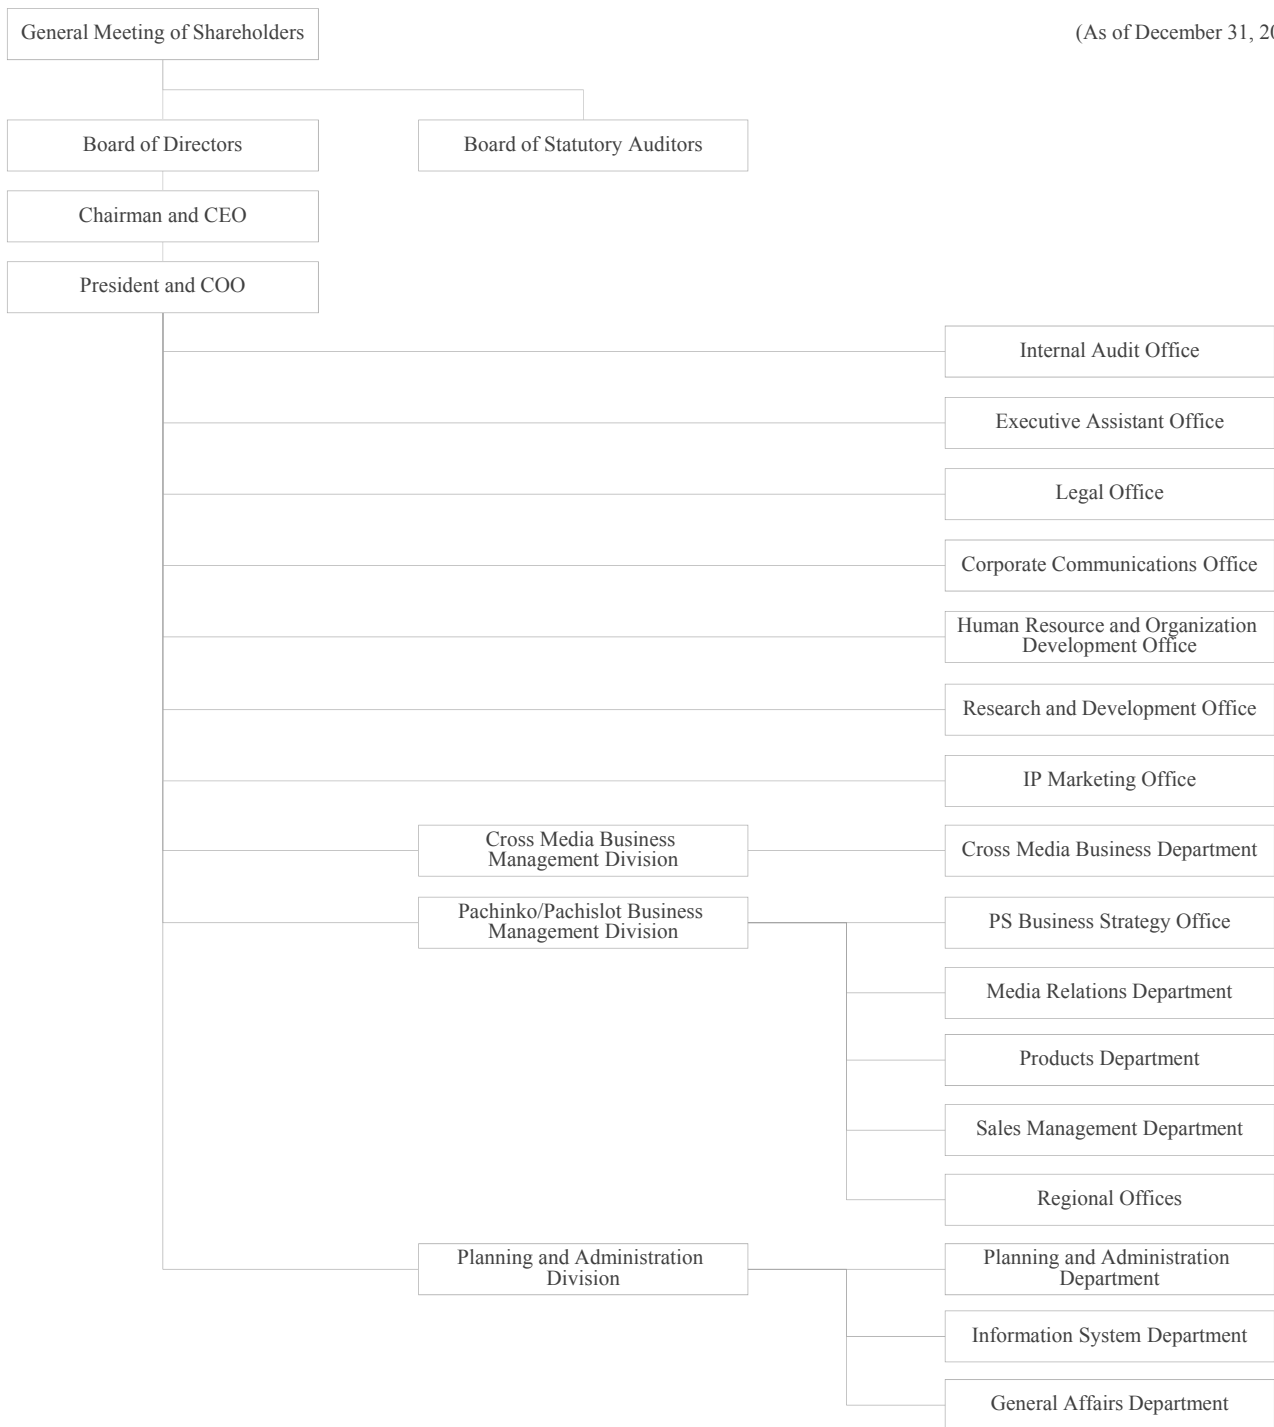 General Meeting of Shareholders
(As of December 31, 20
Board of Directors
Board of Statutory Auditors
Chairman and CEO
President and COO
Internal Audit Office
Executive Assistant Office
Legal Office
Corporate Communications Office
Human Resource and Organization
Development Office
Research and Development Office
IP Marketing Office
Cross Media Business
Management Division
Cross Media Business Department
Pachinko/Pachislot Business
Management Division
PS Business Strategy Office
Media Relations Department
Products Department
Sales Management Department
Regional Offices
Planning and Administration
Division
Planning and Administration
Department
Information System Department
General Affairs Department